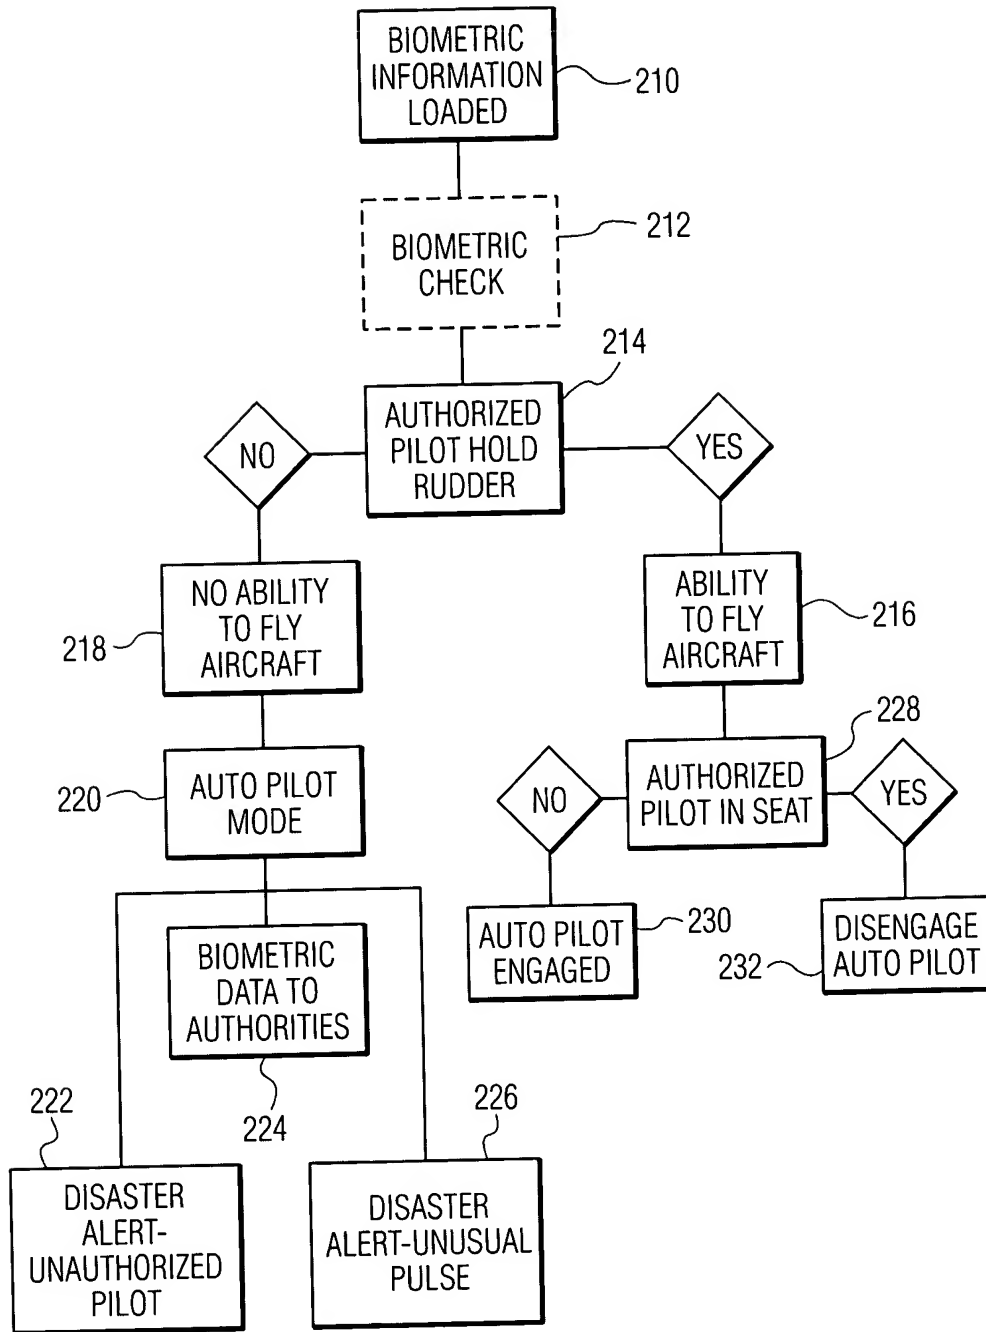 BIOMETRIC
INFORMATION
LOADED
210
BIOMETRIC
CHECK
212
214
AUTHORIZED
PILOT HOLD
RUDDER
NO
YES
NO ABILITY
TO FLY
AIRCRAFT
218
ABILITY
TO FLY
AIRCRAFT
216
228
AUTO PILOT
MODE
220
AUTHORIZED
PILOT IN SEAT
NO
YES
AUTO PILOT
ENGAGED
230
DISENGAGE
AUTO PILOT
232
BIOMETRIC
DATA TO
AUTHORITIES
224
222
226
DISASTER
ALERT-
UNAUTHORIZED
PILOT
DISASTER
ALERT-UNUSUAL
PULSE